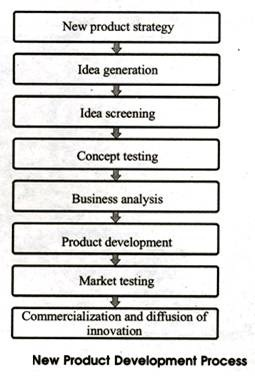 New product strategy
Idea generation
Idea screening
Concept testing
Business analysis
Product development
Market testing
Commercialization and diffusion of
innovation
New Product Development Process